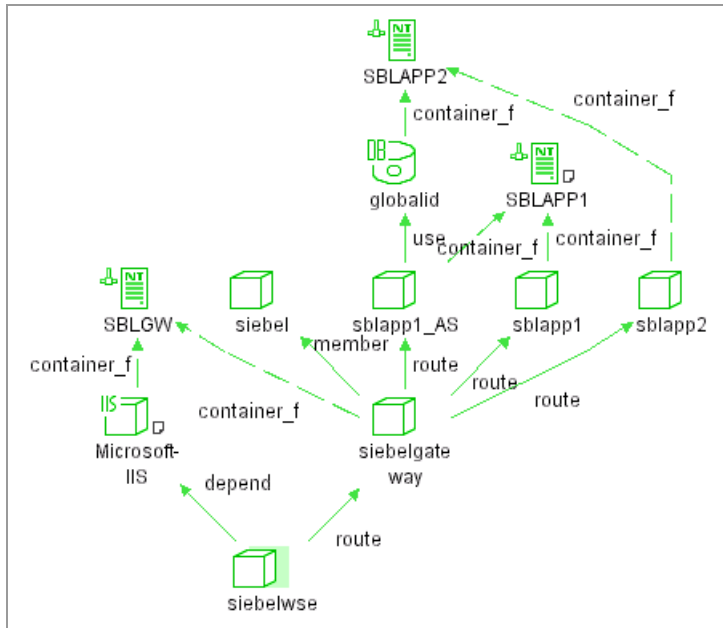 NT
SBLAPP2
container_f
container_f
DB
globalid
NT
SBLAPP1
use
container_f
container_f
NT
SBLGW
siebel
sblapp1_AS
sblapp1
sblapp2
member
route
route
route
container_f
container_f
IIS
Microsoft-
IIS
siebelgate
way
depend
route
siebelwse